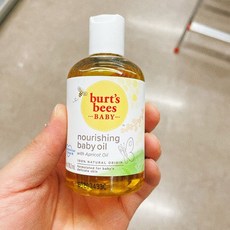 burt's
bees
BABY
nourishing
baby oil
with Apricot Oil
100% NATURAL ORIGIN